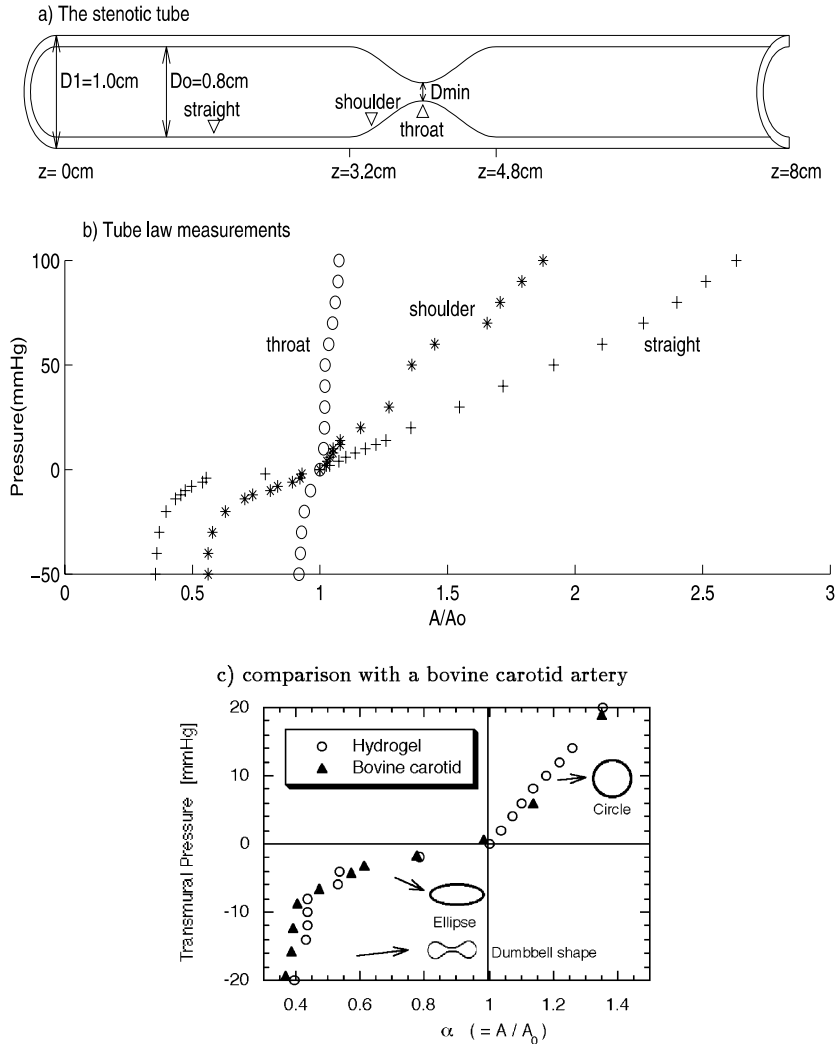 a) The stenotic tube
D1=1.0cm
Do=0.8cm
straight
shoulder
Dmin
throat
z= 0cm
z=3.2cm
z=4.8cm
z=8cm
b) Tube law measurements
Pressure(mmHg)
100
50
0
−50
throat
shoulder
straight
0
0.5
1
1.5
2
2.5
3
A/Ao
c) comparison with a bovine carotid artery
Transmural Pressure [mmHg]
20
10
0
-10
-20
Hydrogel
Bovine carotid
Circle
Ellipse
Dumbbell shape
0.4
0.6
0.8
1
1.2
1.4
α (= A / A₀)